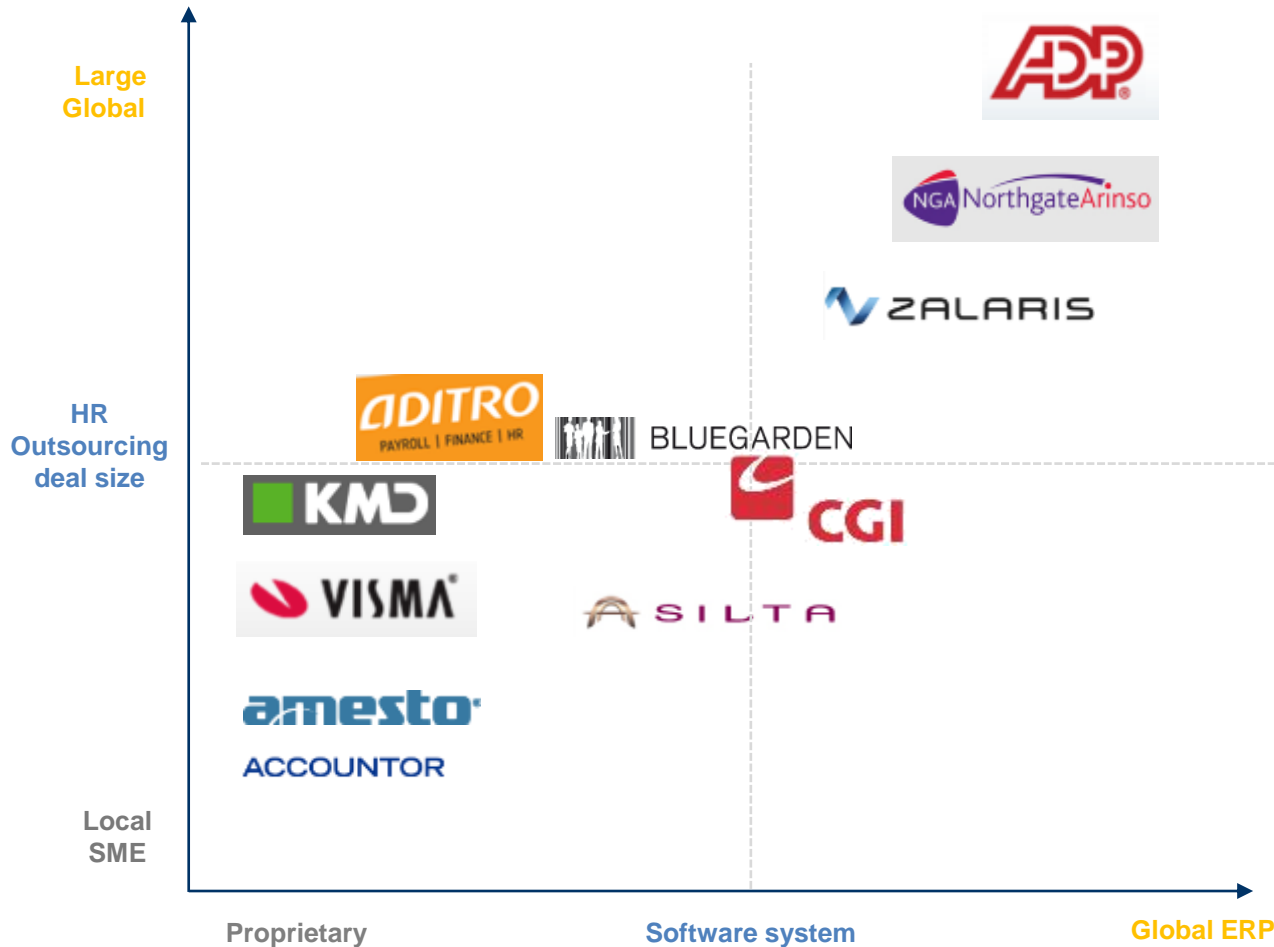 ADP®
Large
Global
NGA NorthgateArinso
ZALARIS
ADITRO
PAYROLL | FINANCE | HR
HR
Outsourcing
deal size
BLUEGARDEN
KMD
CGI
VISMA®
SILTA
amesto
ACCOUNTOR
Local
SME
Proprietary
Software system
Global ERP